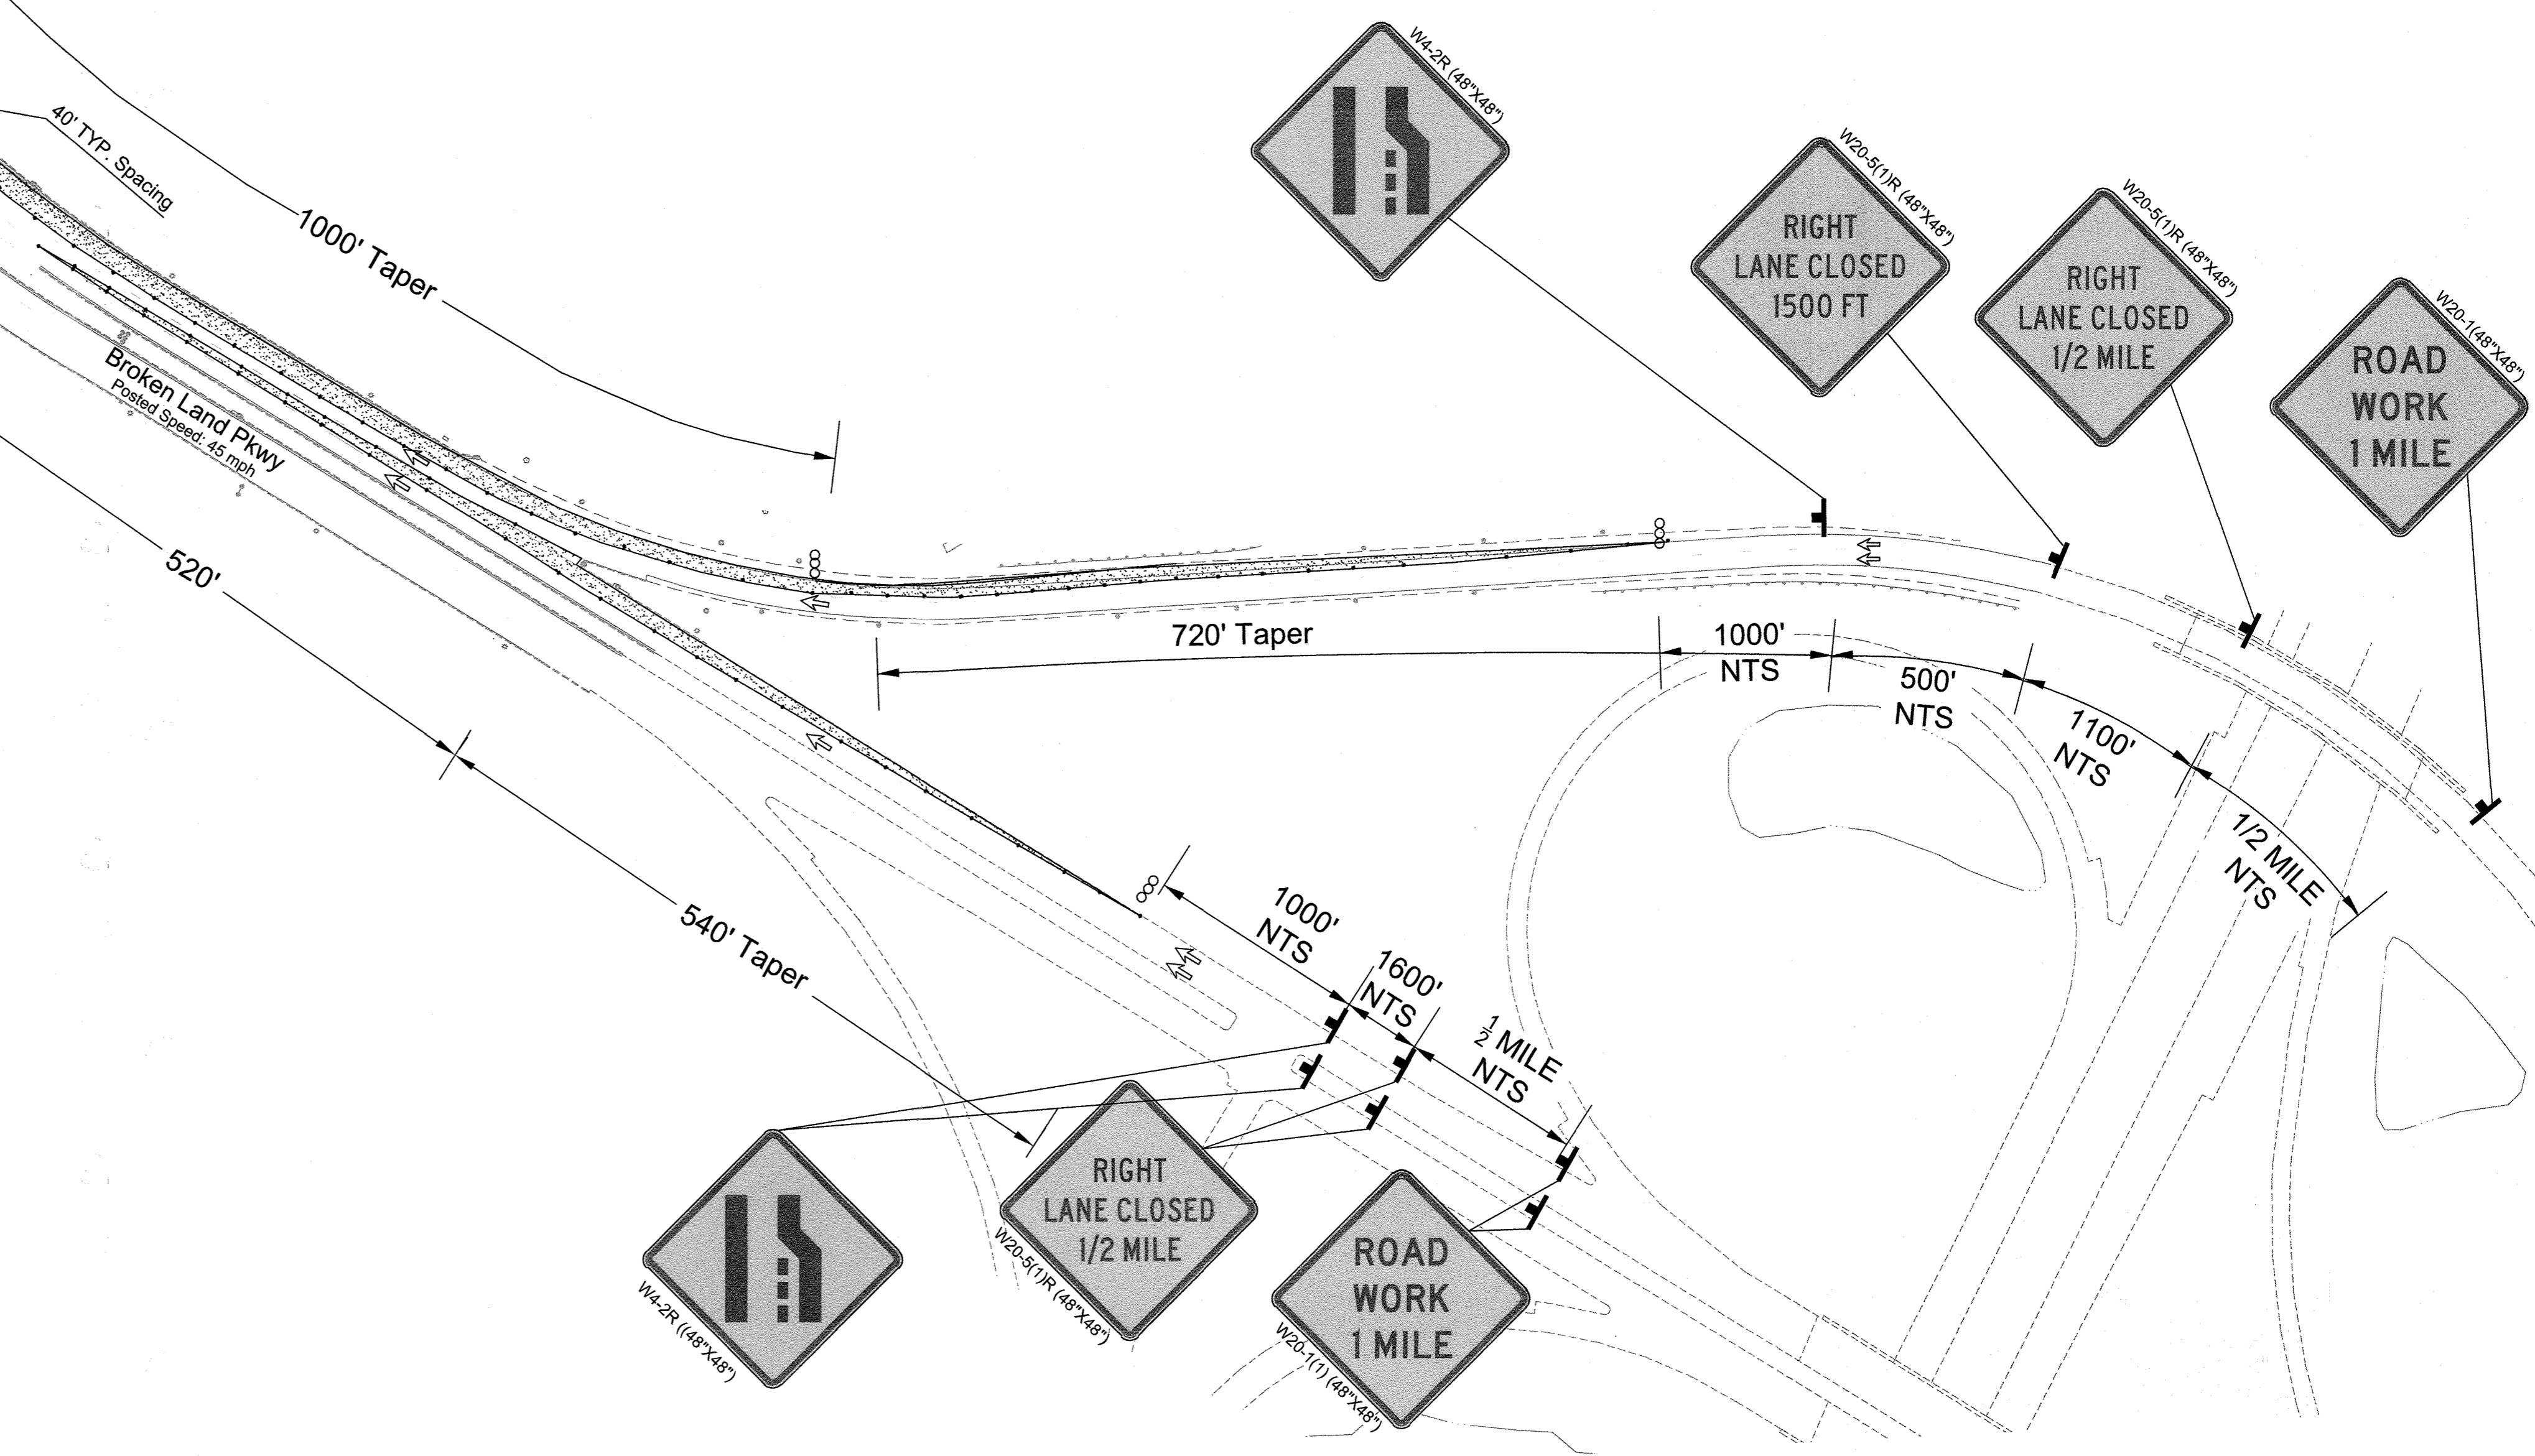 W4-2R (48"X48")
W20-5(1)R (48"X48")
W20-5(1)R (48"X48")
W20-1(48"X48")
40' TYP. Spacing
RIGHT
LANE CLOSED
1500 FT
RIGHT
LANE CLOSED
1/2 MILE
ROAD
WORK
1 MILE
1000' Taper
Broken Land Pkwy
Posted Speed: 45 mph
520'
720' Taper
1000'
NTS
500'
NTS
1100'
NTS
1/2 MILE
NTS
540' Taper
1000'
NTS
1600'
NTS
½ MILE
NTS
RIGHT
LANE CLOSED
1/2 MILE
ROAD
WORK
1 MILE
W4-2R ((48"X48")
W20-5(1)R (48"X48")
W20-1(1) (48"X48")